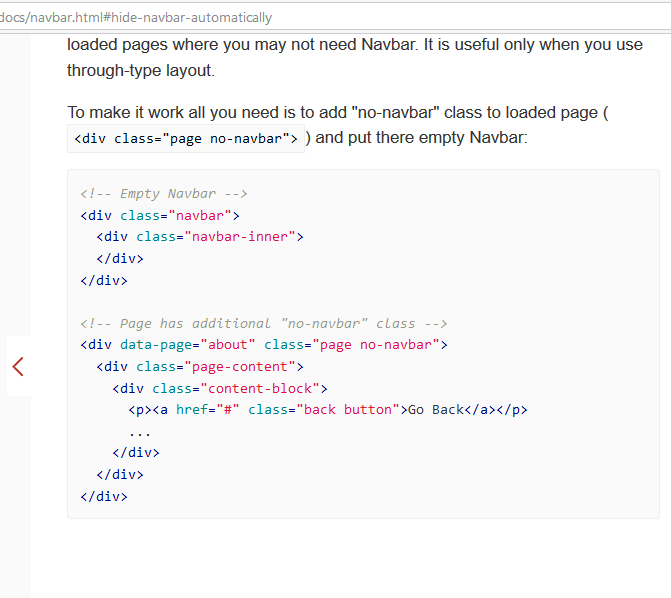 docs/navbar.html#hide-navbar-automatically
loaded pages where you may not need Navbar. It is useful only when you use
through-type layout.
To make it work all you need is to add "no-navbar" class to loaded page (
<div class="page no-navbar"> ) and put there empty Navbar:
<!-- Empty Navbar -->
<div class="navbar">
  <div class="navbar-inner">
  </div>
</div>
<!-- Page has additional "no-navbar" class -->
<div data-page="about" class="page no-navbar">
  <div class="page-content">
    <div class="content-block">
      <p><a href="#" class="back button">Go Back</a></p>
      ...
    </div>
  </div>
</div>